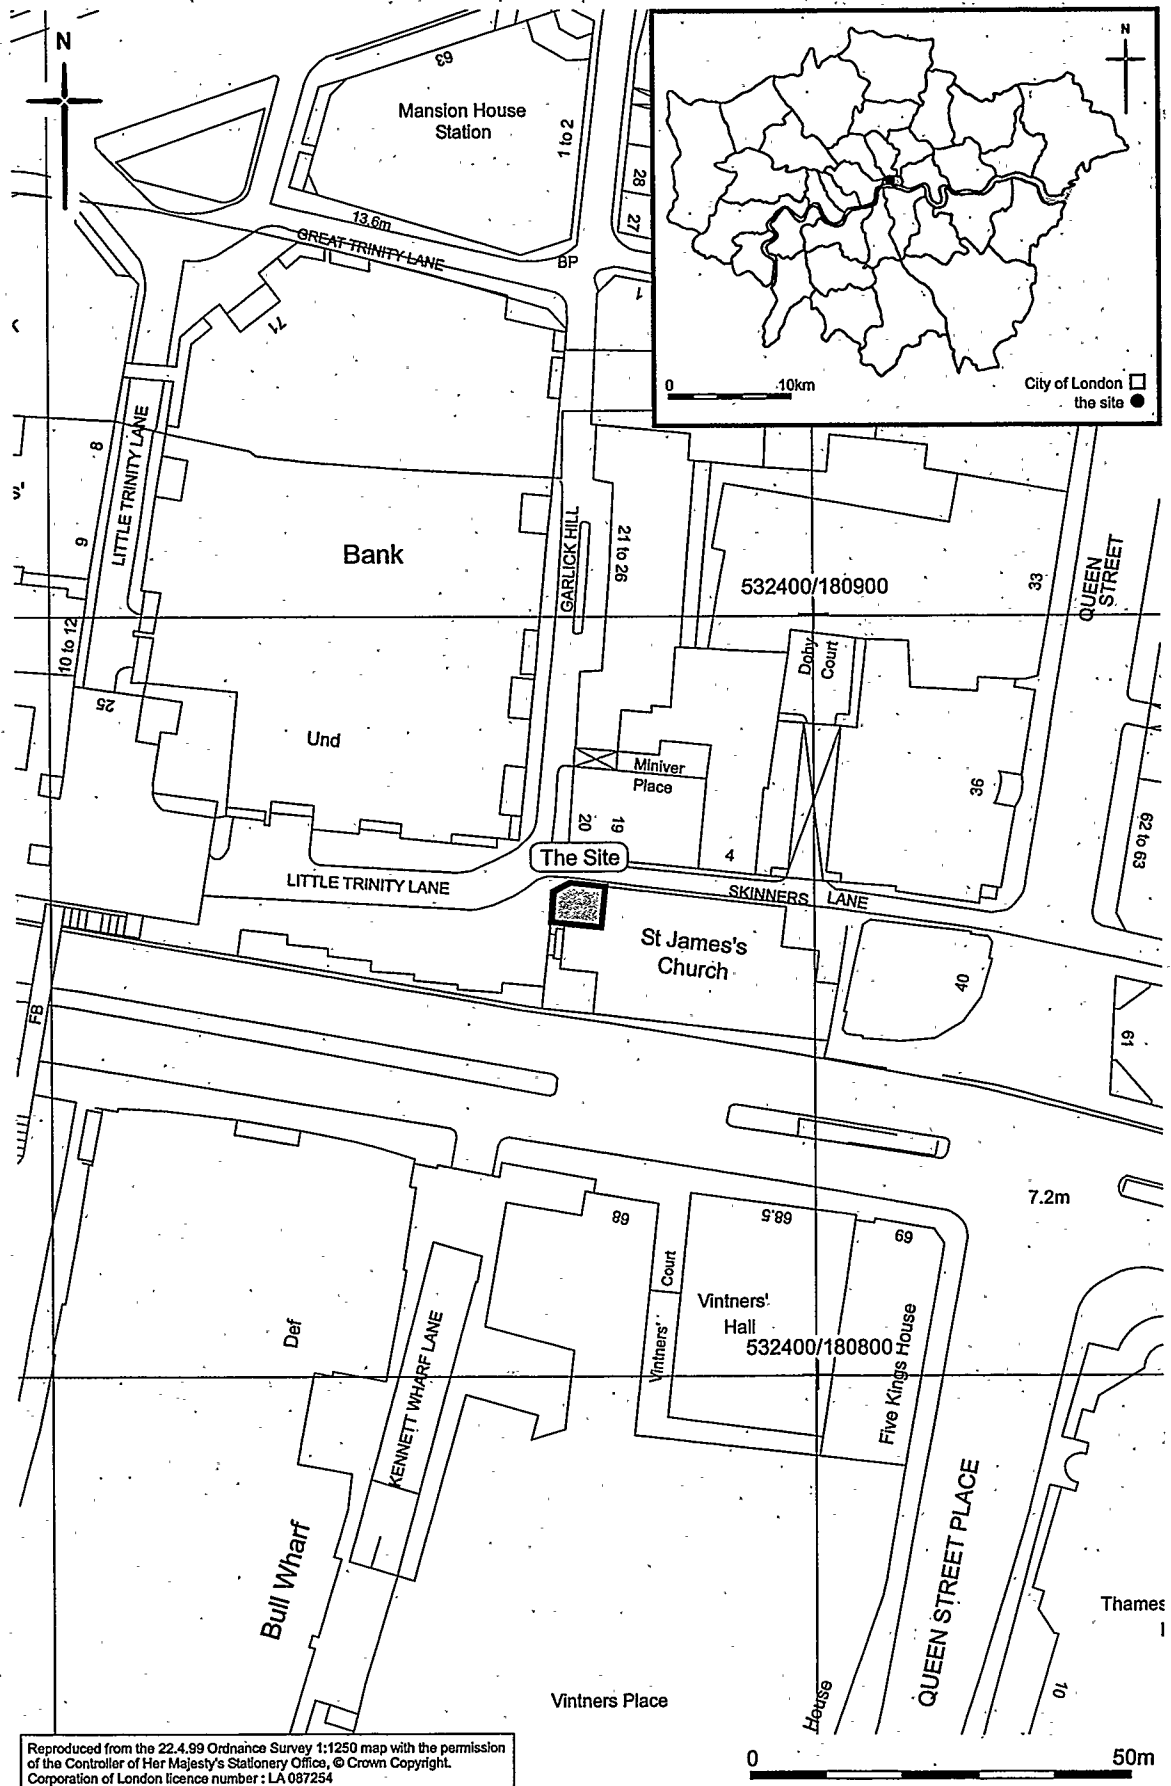 N
63
Mansion House
Station
1 to 2
28
27
13.6m
GREAT TRINITY LANE
BP
1
71
N
0
10km
City of London
the site
8
9
LITTLE TRINITY LANE
10 to 12
25
Bank
Und
GARLICK HILL
21 to 26
532400/180900
33
QUEEN
STREET
Doby
Court
Miniver
Place
20
19
36
62 to 63
The Site
4
LITTLE TRINITY LANE
SKINNERS LANE
St James's
Church
40
61
FB
7.2m
68
68.5
69
Court
Vintners'
Vintners'
Hall
532400/180800
Five Kings House
Def
KENNETT WHARF LANE
Bull Wharf
QUEEN STREET PLACE
Thames
10
Vintners Place
House
Reproduced from the 22.4.99 Ordnance Survey 1:1250 map with the permission
of the Controller of Her Majesty's Stationery Office, © Crown Copyright.
Corporation of London licence number : LA 087254
0
50m